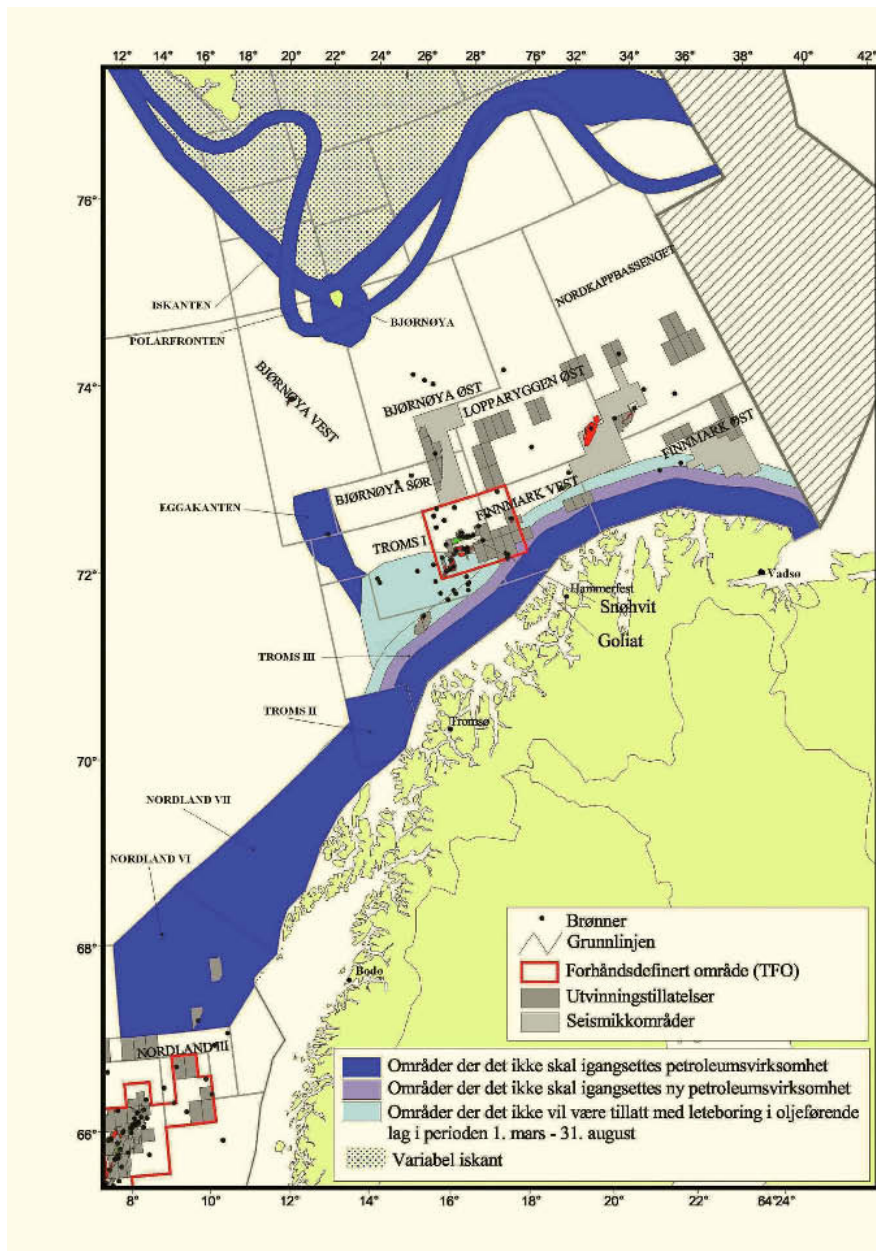 12° 14° 16° 20° 22° 26° 28° 76° 32° 34° 36° 40° 42°
76°
NORDKAPPBASSENGET
ISKANTEN
POLARFRONTEN
BJØRNØYA
74°
BJØRNØYA VEST
BJØRNØYA ØST
LOPPARYGGEN ØST
FINNMARK ØST
BJØRNØYA SØR
EGGAKANTEN
FINNMARK VEST
TROMS I
72°
Vadsø
Hammerfest
Snøhvit
Goliat
TROMS III
TROMS II
Tromsø
70°
NORDLAND VII
NORDLAND VI
68°
Bodø
NORDLAND III
66°
Brønner
Grunnlinjen
Forhåndsdefinert område (TFO)
Utvinningstillatelser
Seismikkområder
Områder der det ikke skal igangsettes petroleumsvirksomhet
Områder der det ikke skal igangsettes ny petroleumsvirksomhet
Områder der det ikke vil være tillatt med leteboring i oljeførende
lag i perioden 1. mars - 31. august
Variabel iskant
8° 10° 12° 14° 16° 20° 22° 64°24°